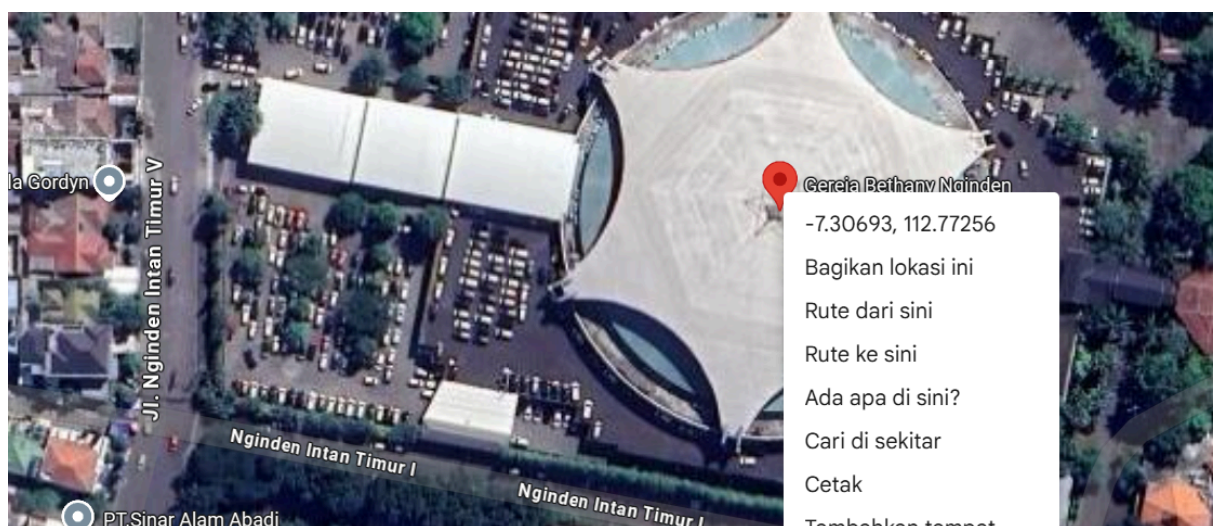 la Gordyn
Jl. Nginden Intan Timur V
Gereja Bethany Nginden
-7.30693, 112.77256
Bagikan lokasi ini
Rute dari sini
Rute ke sini
Ada apa di sini?
Cari di sekitar
Cetak
Tambahkan tempat
Nginden Intan Timur I
Nginden Intan Timur I
PT.Sinar Alam Abadi